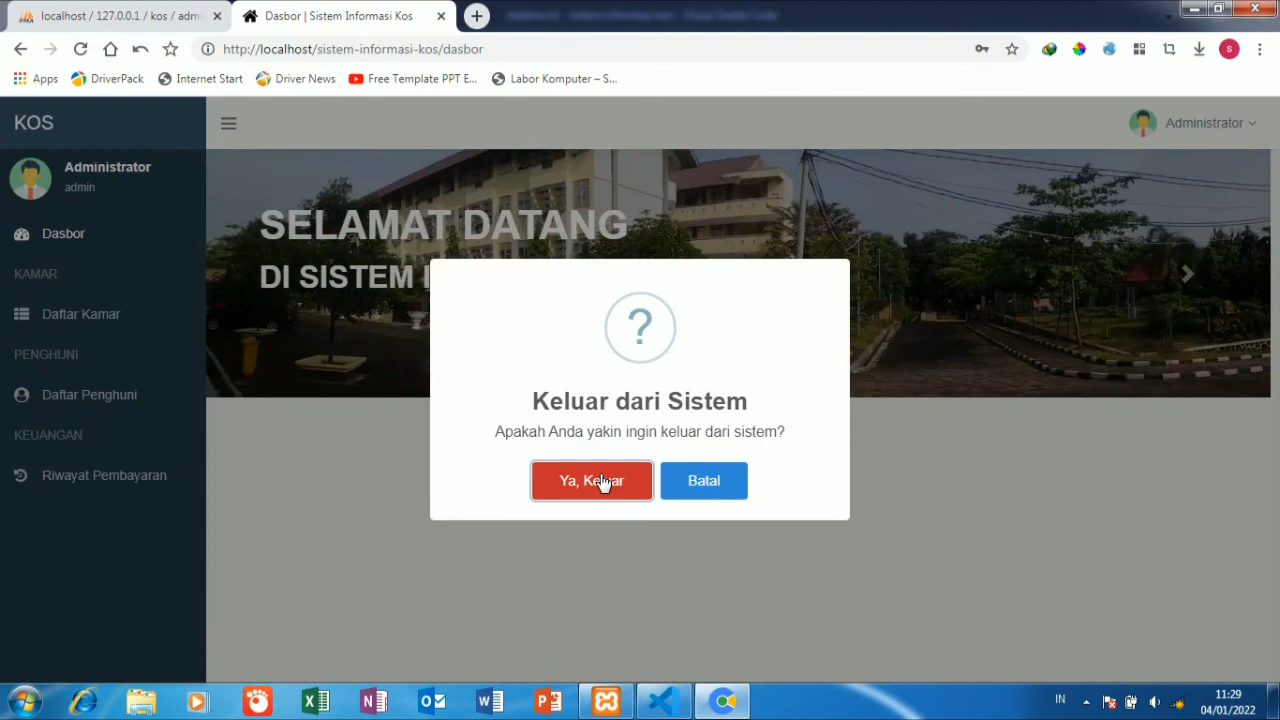 localhost / 127.0.0.1 / kos / adm
Dasbor | Sistem Informasi Kos
http://localhost/sistem-informasi-kos/dasbor
S
Apps
DriverPack
Internet Start
Driver News
Free Template PPT E...
Labor Komputer – S...
KOS
Administrator
Administrator
admin
SELAMAT DATANG
DI SISTEM
Dasbor
KAMAR
Daftar Kamar
PENGHUNI
Daftar Penghuni
KEUANGAN
Riwayat Pembayaran
?
Keluar dari Sistem
Apakah Anda yakin ingin keluar dari sistem?
Ya, Keluar
Batal
IN
11:29
04/01/2022